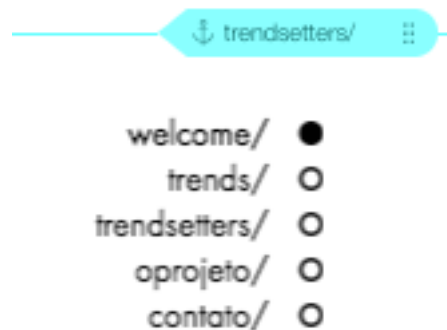 trendsetters/
welcome/
trends/
trendsetters/
oprojeto/
contato/